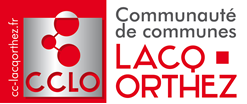 cc-lacqorthez.fr
CCLO
Communauté
de communes
LACQ
ORTHEZ